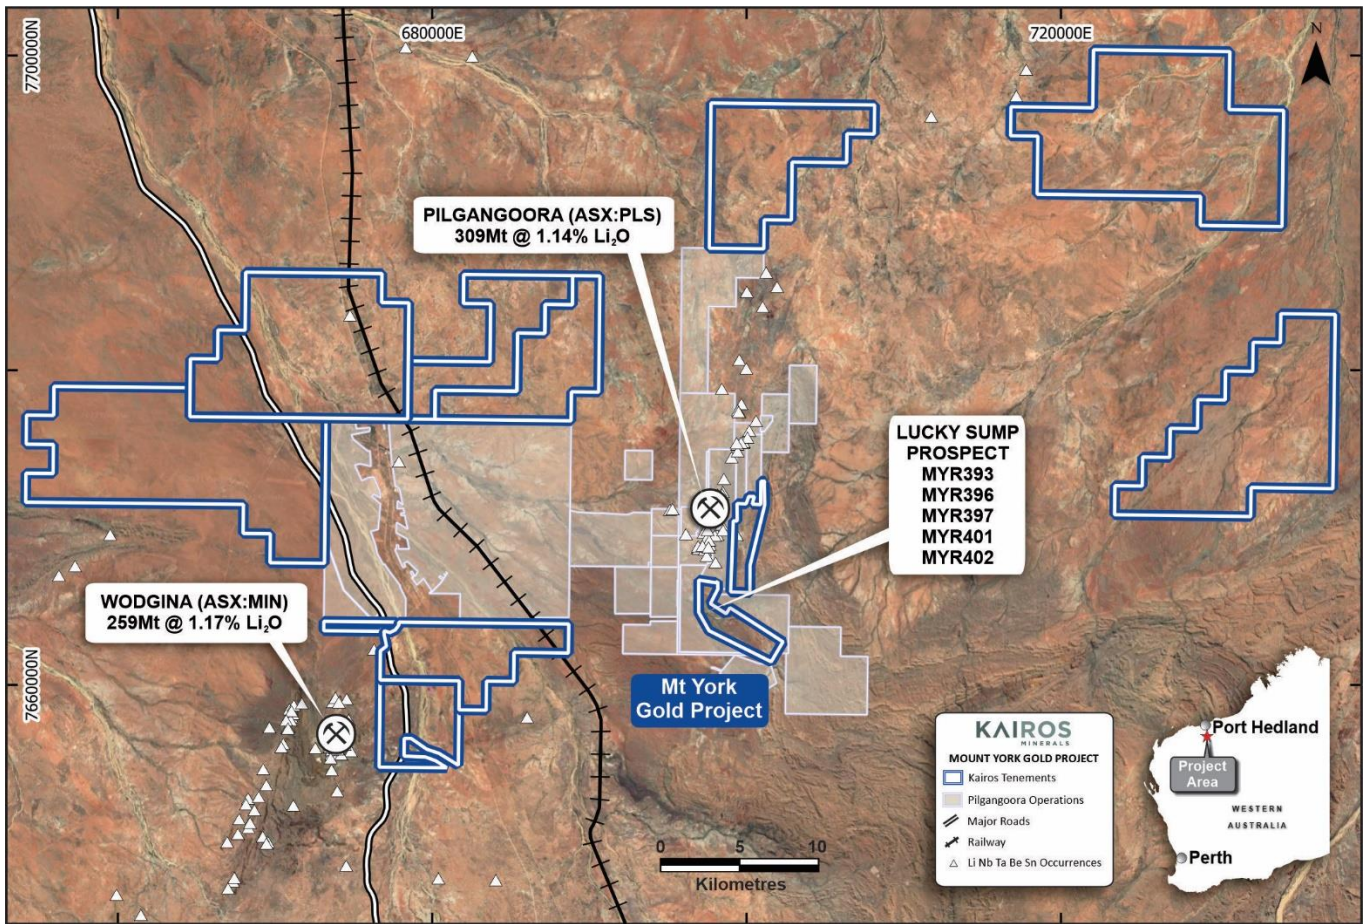 680000E
720000E
N
7700000N
PILGANGOORA (ASX:PLS)
309Mt @ 1.14% Li₂O
LUCKY SUMP
PROSPECT
MYR393
MYR396
MYR397
MYR401
MYR402
WODGINA (ASX:MIN)
259Mt @ 1.17% Li₂O
7660000N
Mt York
Gold Project
KAIROS
MINERALS
MOUNT YORK GOLD PROJECT
Kairos Tenements
Pilgangoora Operations
Major Roads
Railway
Li Nb Ta Be Sn Occurrences
Port Hedland
Project
Area
WESTERN
AUSTRALIA
Perth
0 5 10
Kilometres